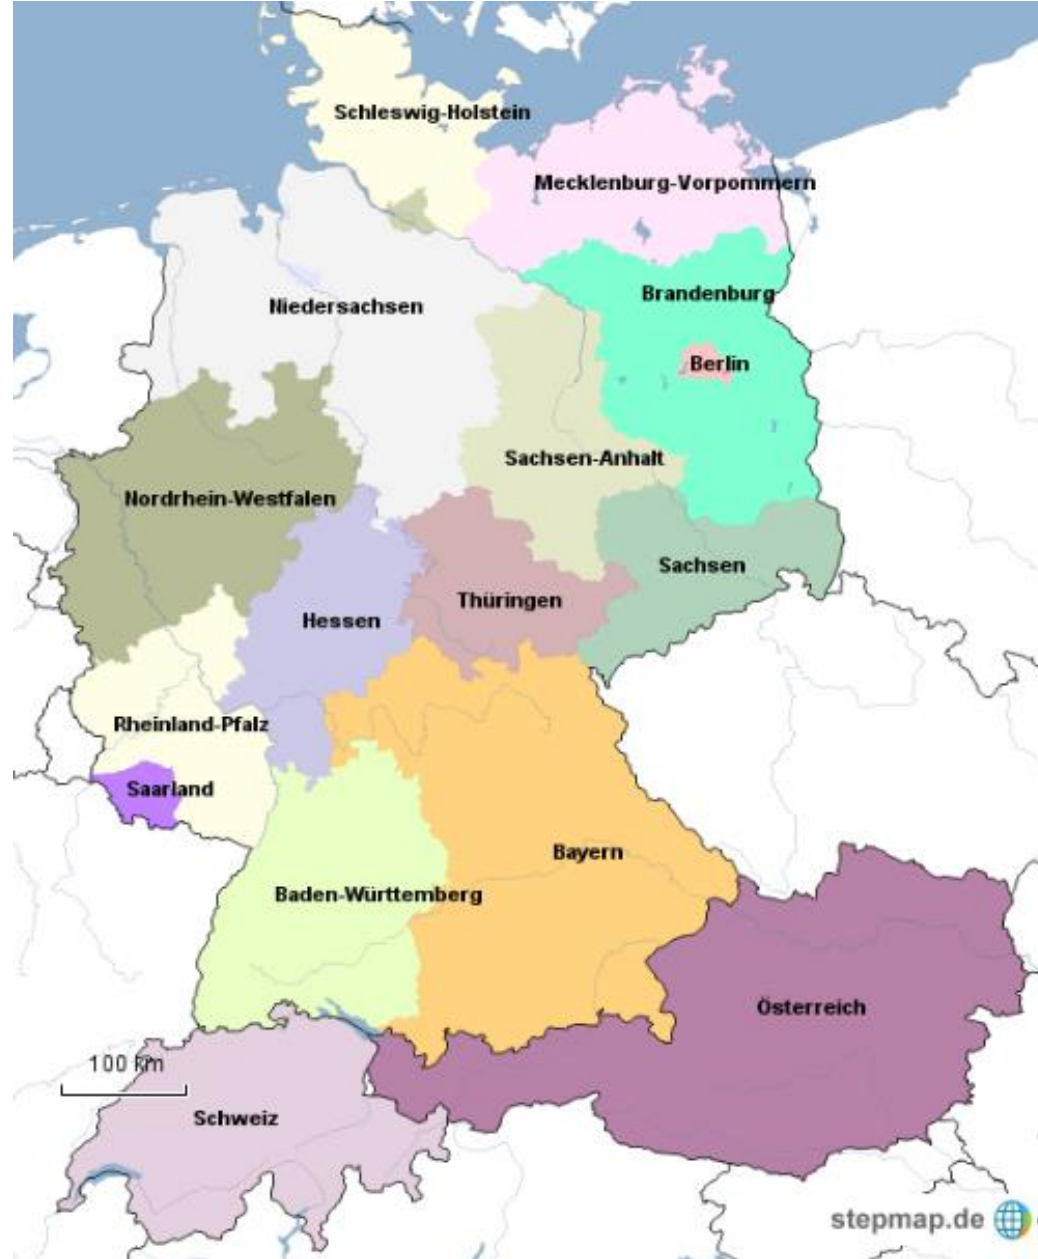 Schleswig-Holstein
Mecklenburg-Vorpommern
Brandenburg
Niedersachsen
Berlin
Sachsen-Anhalt
Nordrhein-Westfalen
Sachsen
Thüringen
Hessen
Rheinland-Pfalz
Saarland
Bayern
Baden-Württemberg
Österreich
100 km
Schweiz
stepmap.de